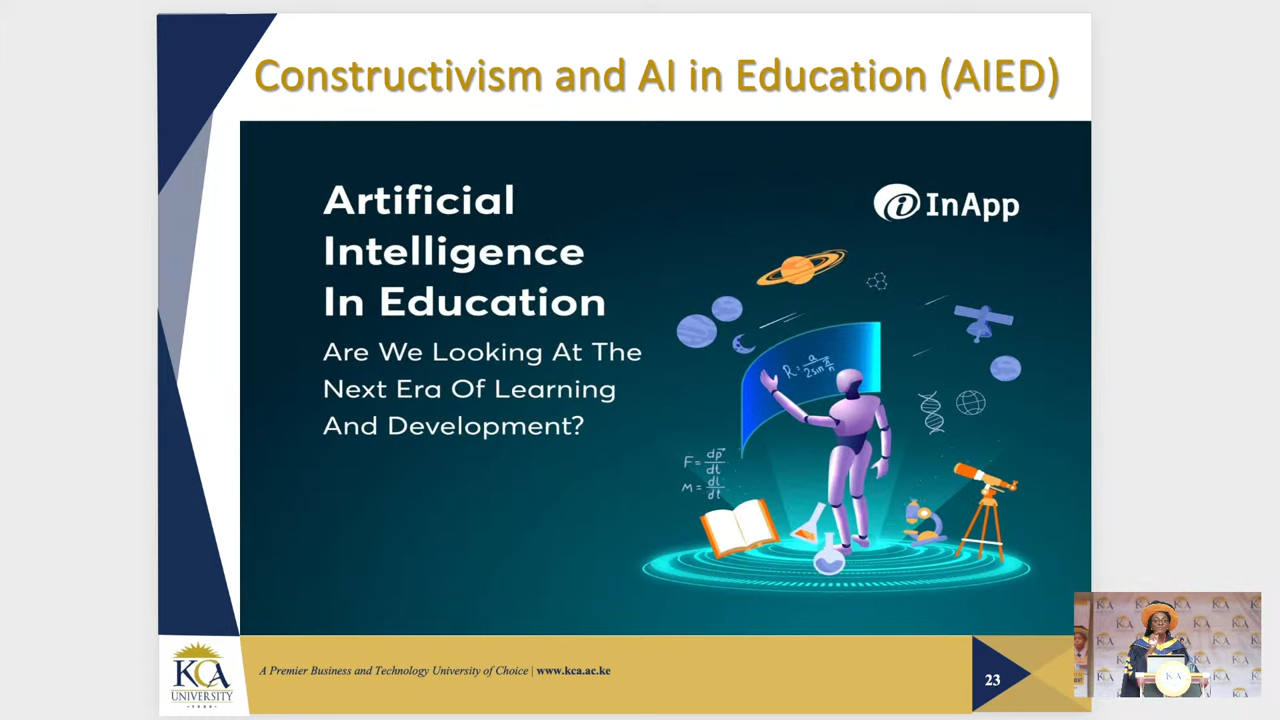 Constructivism and AI in Education (AIED)
Artificial
Intelligence
In Education
Are We Looking At The
Next Era Of Learning
And Development?
i InApp
R = a / 2sin π/n
F = dp/dt
M = dl/dt
KCA
UNIVERSITY
A Premier Business and Technology University of Choice | www.kca.ac.ke
23